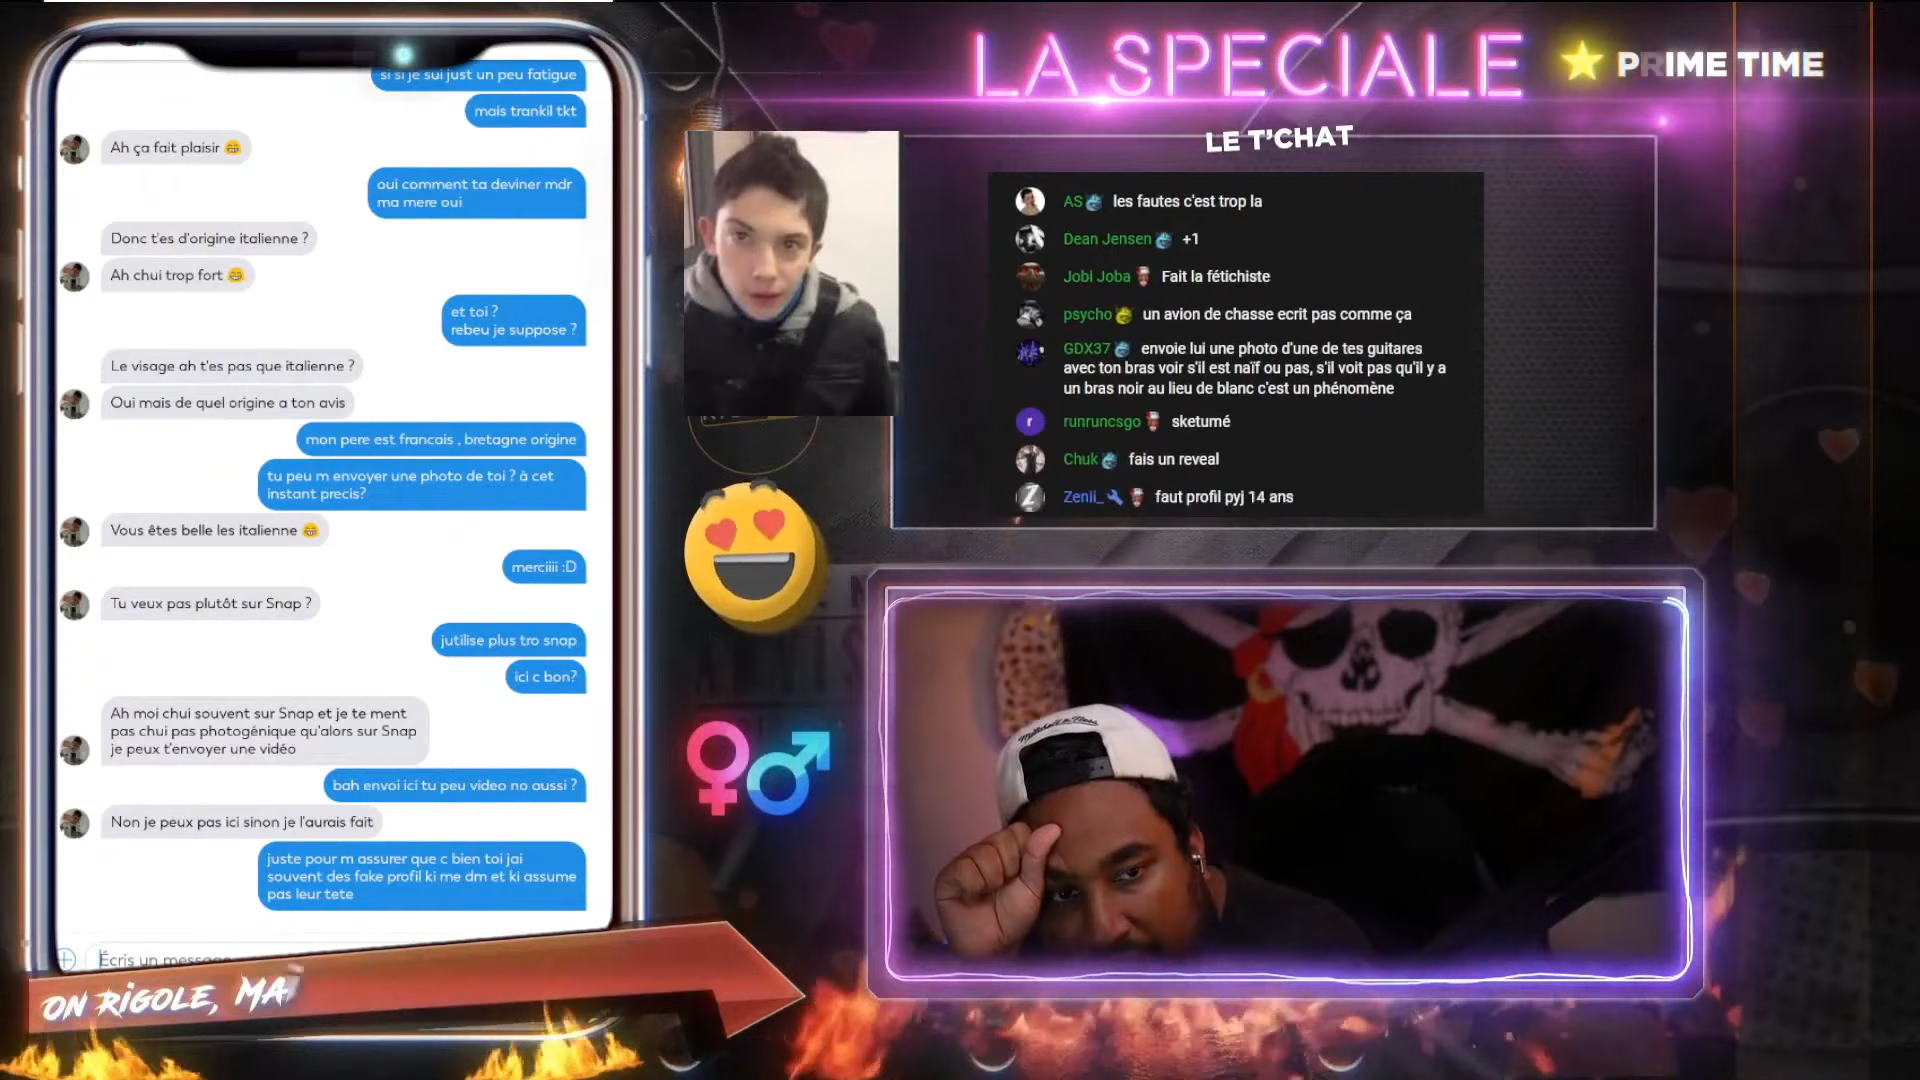 si si je sui just un peu fatigue
mais trankil tkt
Ah ça fait plaisir
oui comment ta deviner mdr
ma mere oui
Donc t'es d'origine italienne ?
Ah chui trop fort
et toi ?
rebeu je suppose ?
Le visage ah t'es pas que italienne ?
Oui mais de quel origine a ton avis
mon pere est francais , bretagne origine
tu peu m envoyer une photo de toi ? à cet
instant precis?
Vous êtes belle les italienne
merciiii :D
Tu veux pas plutôt sur Snap ?
jutilise plus tro snap
ici c bon?
Ah moi chui souvent sur Snap et je te ment
pas chui pas photogénique qu'alors sur Snap
je peux t'envoyer une vidéo
bah envoi ici tu peu video no aussi ?
Non je peux pas ici sinon je l'aurais fait
juste pour m assurer que c bien toi jai
souvent des fake profil ki me dm et ki assume
pas leur tete
Écris un message
ON RIGOLE, MA
LA SPECIALE
PRIME TIME
LE T'CHAT
AS les fautes c'est trop la
Dean Jensen +1
Jobi Joba Fait la fétichiste
psycho un avion de chasse ecrit pas comme ça
GDX37 envoie lui une photo d'une de tes guitares
avec ton bras voir s'il est naïf ou pas, s'il voit pas qu'il y a
un bras noir au lieu de blanc c'est un phénomène
r runruncsgo sketumé
Chuk fais un reveal
Z Zenli_ faut profil pyj 14 ans
Mitchell & Ness